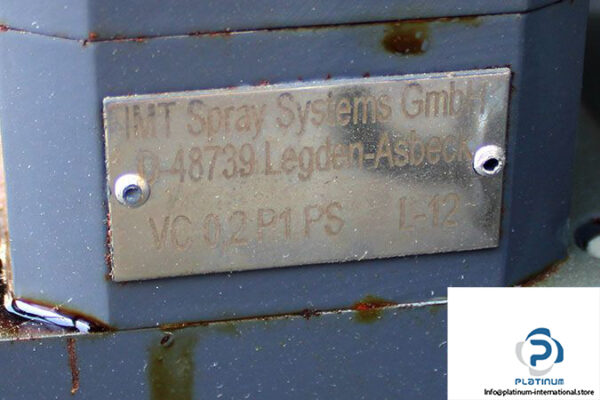 IMT Spray Systems GmbH
D-48739 Legden-Asbeck
VC 0.2 P1 PS L-12
PLATINUM
Info@platinum-international.store